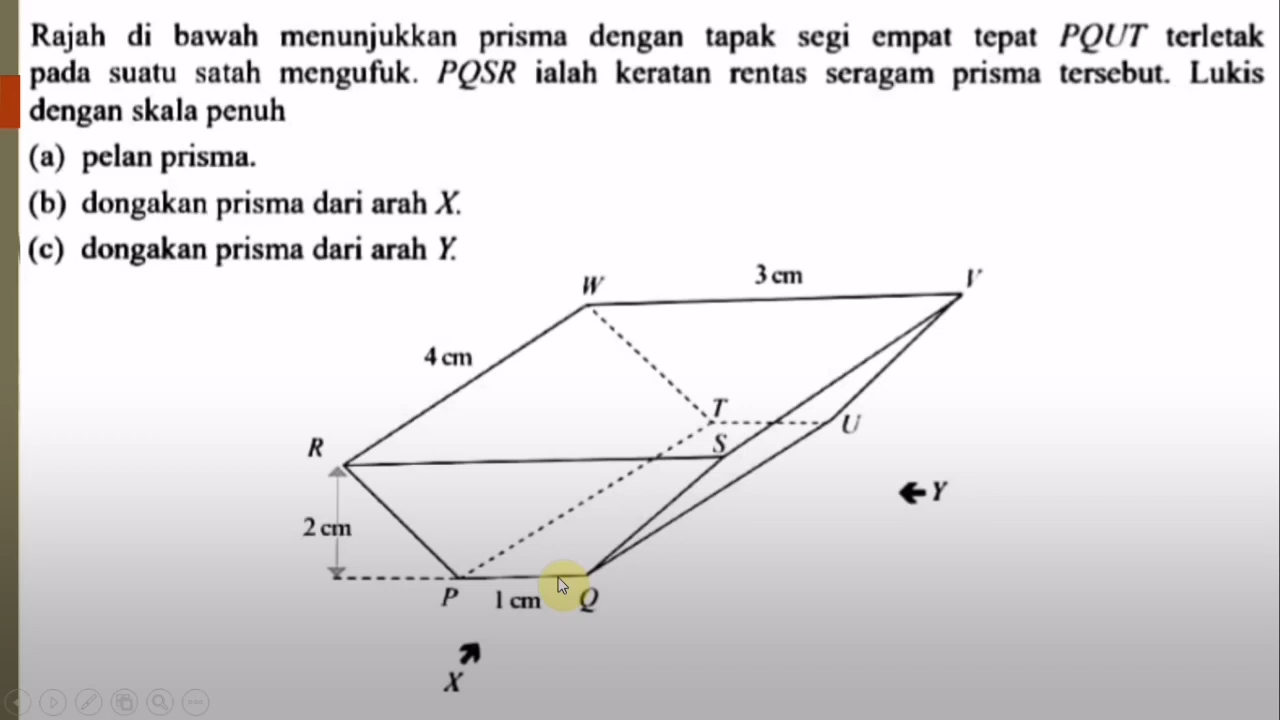 Rajah di bawah menunjukkan prisma dengan tapak segi empat tepat PQUT terletak
pada suatu satah mengufuk. PQSR ialah keratan rentas seragam prisma tersebut. Lukis
dengan skala penuh
(a) pelan prisma.
(b) dongakan prisma dari arah X.
(c) dongakan prisma dari arah Y.
W
3 cm
V
4 cm
T
U
R
S
Y
2 cm
P
1 cm
Q
X